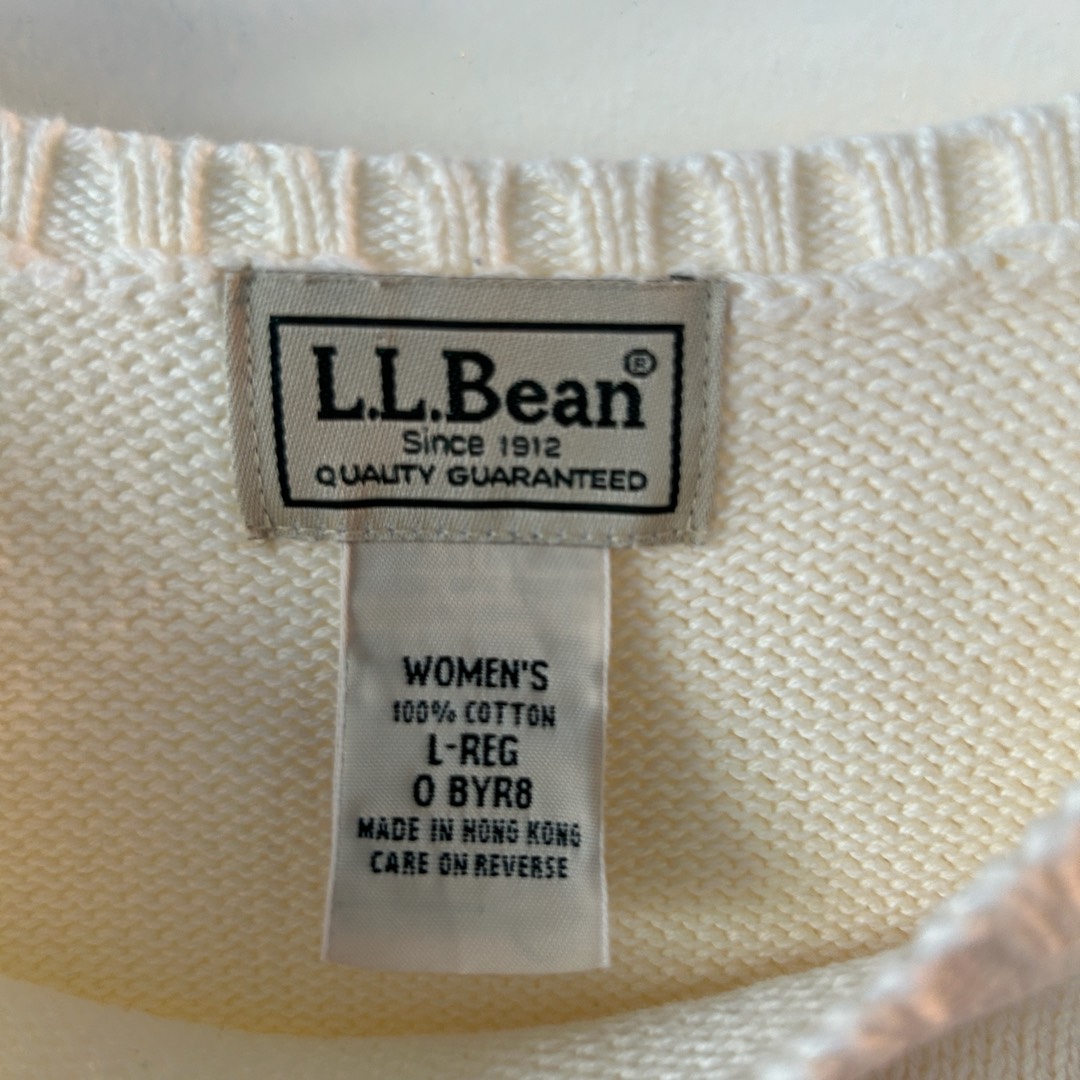 L.L.Bean®
Since 1912
QUALITY GUARANTEED
WOMEN'S
100% COTTON
L-REG
0 BYR8
MADE IN HONG KONG
CARE ON REVERSE